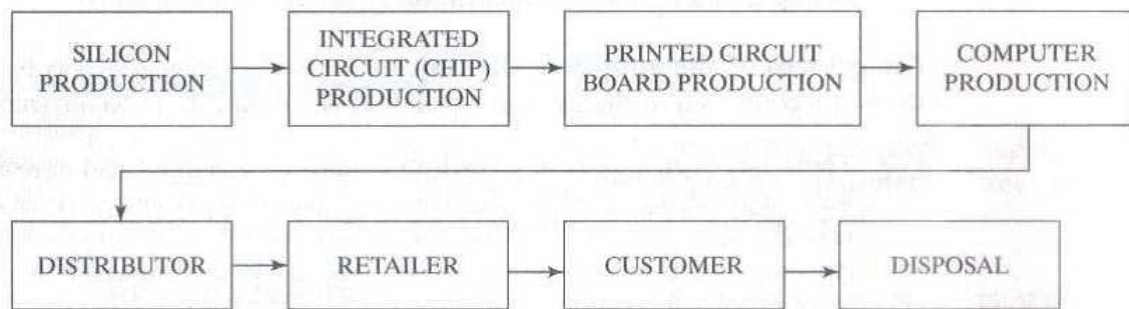 SILICON
PRODUCTION
INTEGRATED
CIRCUIT (CHIP)
PRODUCTION
PRINTED CIRCUIT
BOARD PRODUCTION
COMPUTER
PRODUCTION
DISTRIBUTOR
RETAILER
CUSTOMER
DISPOSAL